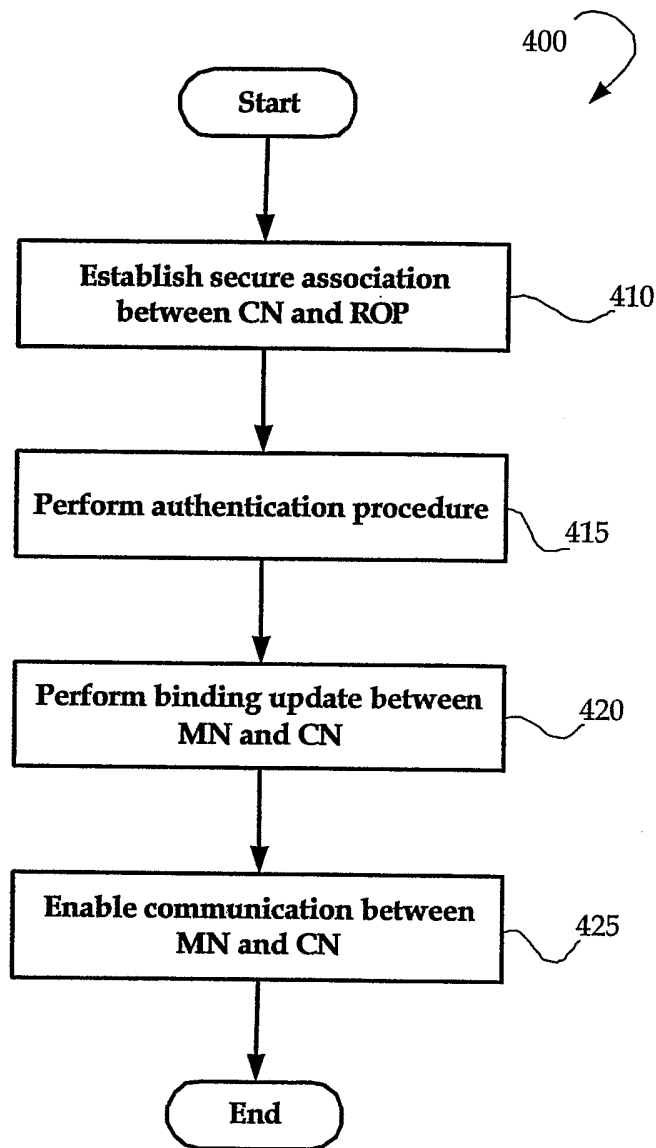 400
Start
Establish secure association
between CN and ROP
410
Perform authentication procedure
415
Perform binding update between
MN and CN
420
Enable communication between
MN and CN
425
End